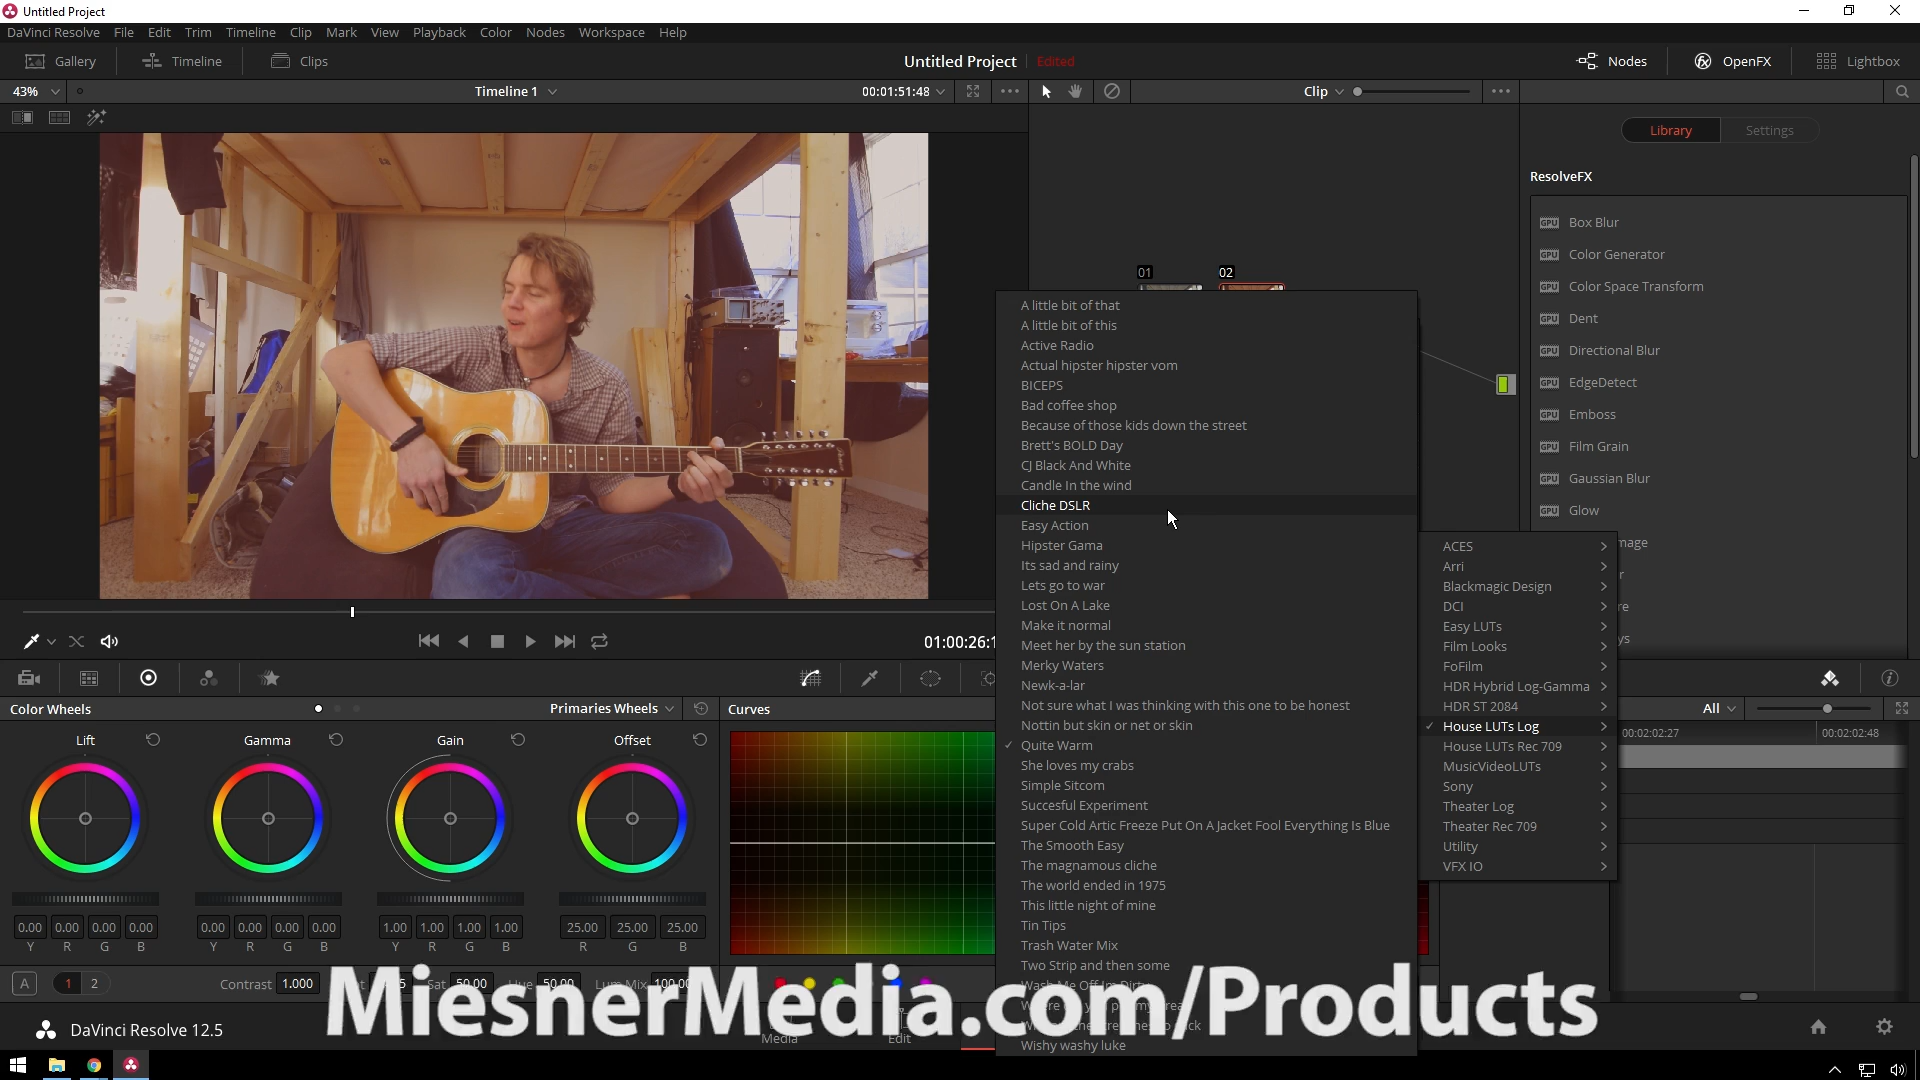 Untitled Project
DaVinci Resolve File Edit Trim Timeline Clip Mark View Playback Color Nodes Workspace Help
Gallery Timeline Clips Untitled Project Edited Nodes OpenFX Lightbox
43% Timeline 1 00:01:51:48 Clip
Library Settings
ResolveFX
Box Blur
Color Generator
Color Space Transform
Dent
Directional Blur
EdgeDetect
Emboss
Film Grain
Gaussian Blur
Glow
01 02
A little bit of that
A little bit of this
Active Radio
Actual hipster hipster vom
BICEPS
Bad coffee shop
Because of those kids down the street
Brett's BOLD Day
CJ Black And White
Candle In the wind
Cliche DSLR
Easy Action
Hipster Gama
Its sad and rainy
Lets go to war
Lost On A Lake
Make it normal
Meet her by the sun station
Merky Waters
Newk-a-lar
Not sure what I was thinking with this one to be honest
Nottin but skin or net or skin
Quite Warm
She loves my crabs
Simple Sitcom
Succesful Experiment
Super Cold Artic Freeze Put On A Jacket Fool Everything Is Blue
The Smooth Easy
The magnamous cliche
The world ended in 1975
This little night of mine
Tin Tips
Trash Water Mix
Two Strip and then some
Wash Me Off Im Dirty
Wishy washy luke
ACES
Arri
Blackmagic Design
DCI
Easy LUTs
Film Looks
FoFilm
HDR Hybrid Log-Gamma
HDR ST 2084
House LUTs Log
House LUTs Rec 709
MusicVideoLUTs
Sony
Theater Log
Theater Rec 709
Utility
VFX IO
01:00:26:1
Color Wheels Primaries Wheels Curves All
00:02:02:27 00:02:02:48
Lift Gamma Gain Offset
0.00 0.00 0.00 0.00 0.00 0.00 0.00 0.00 1.00 1.00 1.00 1.00 25.00 25.00 25.00
Y R G B Y R G B Y R G B R G B
A 1 2 Contrast 1.000 Sat 50.00 Hue 50.00 Lum Mix 100.00
MiesnerMedia.com/Products
DaVinci Resolve 12.5 Media Edit